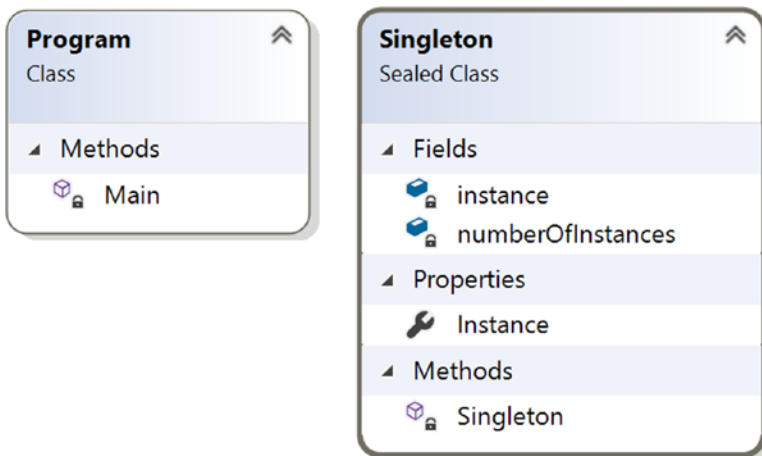 Program
Class
Methods
Main
Singleton
Sealed Class
Fields
instance
numberOfInstances
Properties
Instance
Methods
Singleton